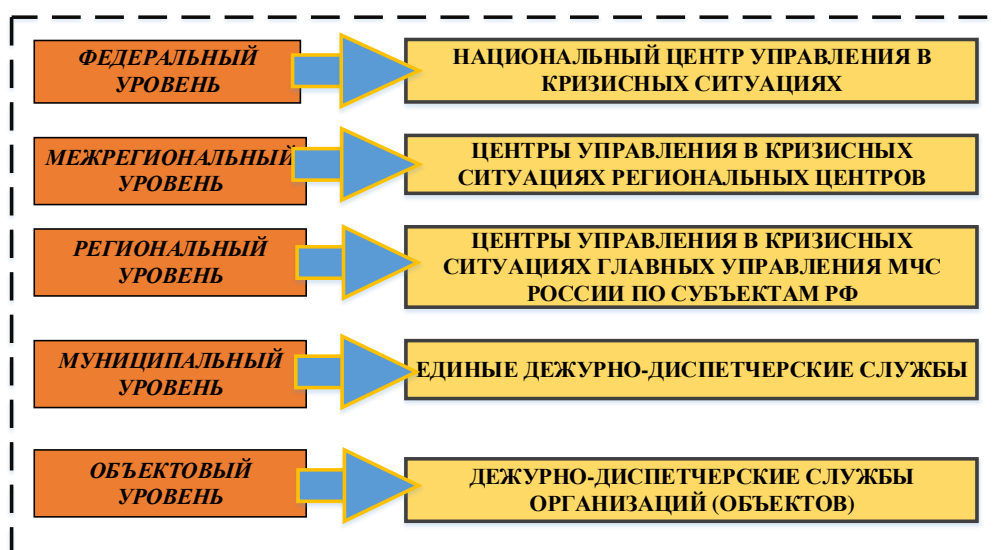 ФЕДЕРАЛЬНЫЙ
УРОВЕНЬ
НАЦИОНАЛЬНЫЙ ЦЕНТР УПРАВЛЕНИЯ В
КРИЗИСНЫХ СИТУАЦИЯХ
МЕЖРЕГИОНАЛЬНЫЙ
УРОВЕНЬ
ЦЕНТРЫ УПРАВЛЕНИЯ В КРИЗИСНЫХ
СИТУАЦИЯХ РЕГИОНАЛЬНЫХ ЦЕНТРОВ
РЕГИОНАЛЬНЫЙ
УРОВЕНЬ
ЦЕНТРЫ УПРАВЛЕНИЯ В КРИЗИСНЫХ
СИТУАЦИЯХ ГЛАВНЫХ УПРАВЛЕНИЯ МЧС
РОССИИ ПО СУБЪЕКТАМ РФ
МУНИЦИПАЛЬНЫЙ
УРОВЕНЬ
ЕДИНЫЕ ДЕЖУРНО-ДИСПЕТЧЕРСКИЕ СЛУЖБЫ
ОБЪЕКТОВЫЙ
УРОВЕНЬ
ДЕЖУРНО-ДИСПЕТЧЕРСКИЕ СЛУЖБЫ
ОРГАНИЗАЦИЙ (ОБЪЕКТОВ)